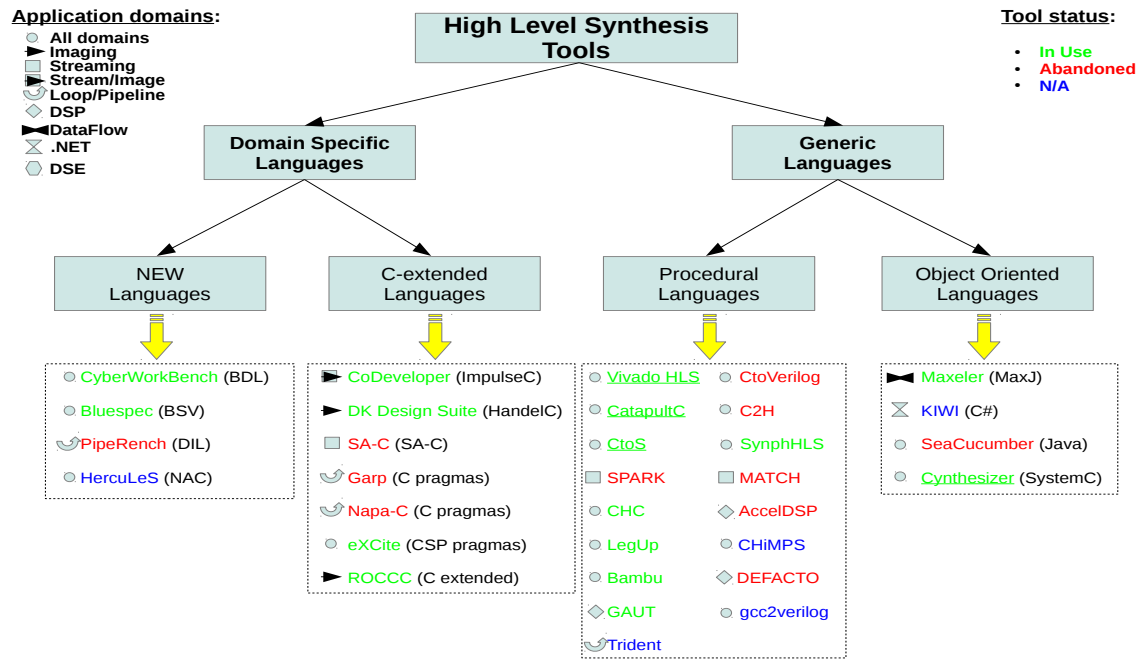 Application domains:
All domains
Imaging
Streaming
Stream/Image
Loop/Pipeline
DSP
DataFlow
.NET
DSE
High Level Synthesis
Tools
Tool status:
• In Use
• Abandoned
• N/A
Domain Specific
Languages
Generic
Languages
NEW
Languages
C-extended
Languages
Procedural
Languages
Object Oriented
Languages
CyberWorkBench (BDL)
Bluespec (BSV)
PipeRench (DIL)
HercuLeS (NAC)
CoDeveloper (ImpulseC)
DK Design Suite (HandelC)
SA-C (SA-C)
Garp (C pragmas)
Napa-C (C pragmas)
eXCite (CSP pragmas)
ROCCC (C extended)
Vivado HLS
CatapultC
CtoS
SPARK
CHC
LegUp
Bambu
GAUT
Trident
CtoVerilog
C2H
SynphHLS
MATCH
AccelDSP
CHiMPS
DEFACTO
gcc2verilog
Maxeler (MaxJ)
KIWI (C#)
SeaCucumber (Java)
Cynthesizer (SystemC)